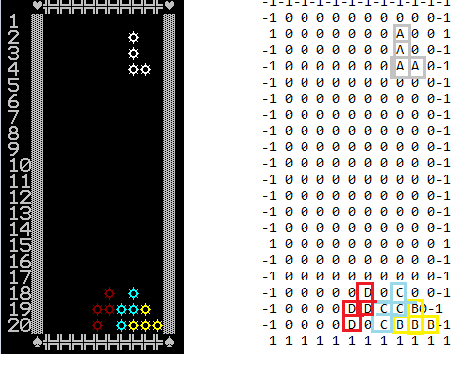 1
2
3
4
5
6
7
8
9
10
11
12
13
14
15
16
17
18
19
20
-1-1-1-1-1-1-1-1-1-1-1-1
-1 0 0 0 0 0 0 0 0 0 0-1
1 0 0 0 0 0 0 0 A 0 0 1
-1 0 0 0 0 0 0 0 A 0 0-1
-1 0 0 0 0 0 0 0 A A 0-1
-1 0 0 0 0 0 0 0 0 0 0-1
-1 0 0 0 0 0 0 0 0 0 0-1
-1 0 0 0 0 0 0 0 0 0 0-1
-1 0 0 0 0 0 0 0 0 0 0-1
-1 0 0 0 0 0 0 0 0 0 0-1
-1 0 0 0 0 0 0 0 0 0 0-1
-1 0 0 0 0 0 0 0 0 0 0-1
-1 0 0 0 0 0 0 0 0 0 0-1
-1 0 0 0 0 0 0 0 0 0 0-1
-1 0 0 0 0 0 0 0 0 0 0-1
1 0 0 0 0 0 0 0 0 0 0 1
-1 0 0 0 0 0 0 0 0 0 0-1
-1 0 0 0 0 0 0 0 0 0 0-1
-1 0 0 0 0 0 D 0 C 0 0-1
-1 0 0 0 0 D D C C B0-1
-1 0 0 0 0 D 0 C B B B-1
1 1 1 1 1 1 1 1 1 1 1 1